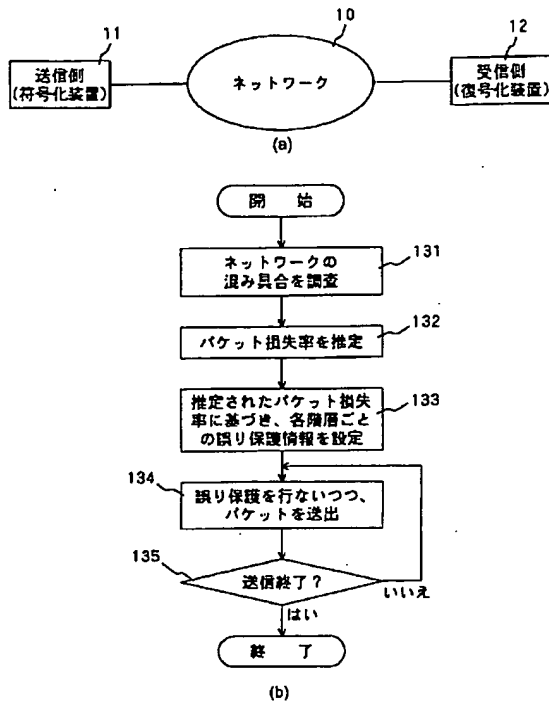 11
10
12
送信側
(符号化装置)
ネットワーク
受信側
(復号化装置)
(a)
開 始
ネットワークの
混み具合を調査
131
パケット損失率を推定
132
推定されたパケット損失
率に基づき、各階層ごと
の誤り保護情報を設定
133
134
誤り保護を行ないつつ、
パケットを送出
135
送信終了?
いいえ
はい
終 了
(b)